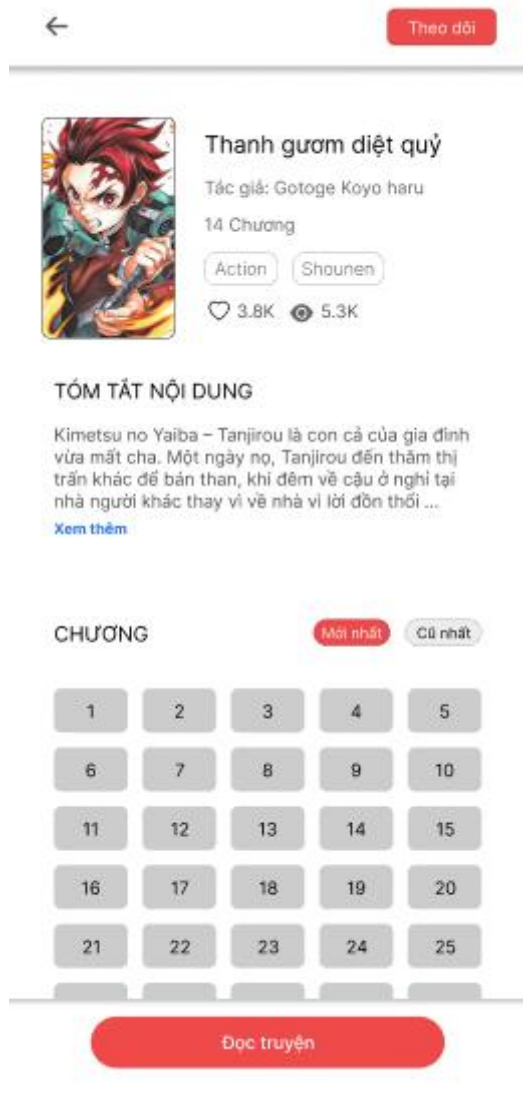 Theo dõi
Thanh gươm diệt quỷ
Tác giả: Gotoge Koyo haru
14 Chương
Action Shounen
3.8K 5.3K
TÓM TẮT NỘI DUNG
Kimetsu no Yaiba – Tanjirou là con cả của gia đình
vừa mất cha. Một ngày nọ, Tanjirou đến thăm thị
trấn khác để bán than, khi đêm về cậu ở nghỉ tại
nhà người khác thay vì về nhà vì lời đồn thổi ...
Xem thêm
CHƯƠNG Mới nhất Cũ nhất
1 2 3 4 5
6 7 8 9 10
11 12 13 14 15
16 17 18 19 20
21 22 23 24 25
Đọc truyện